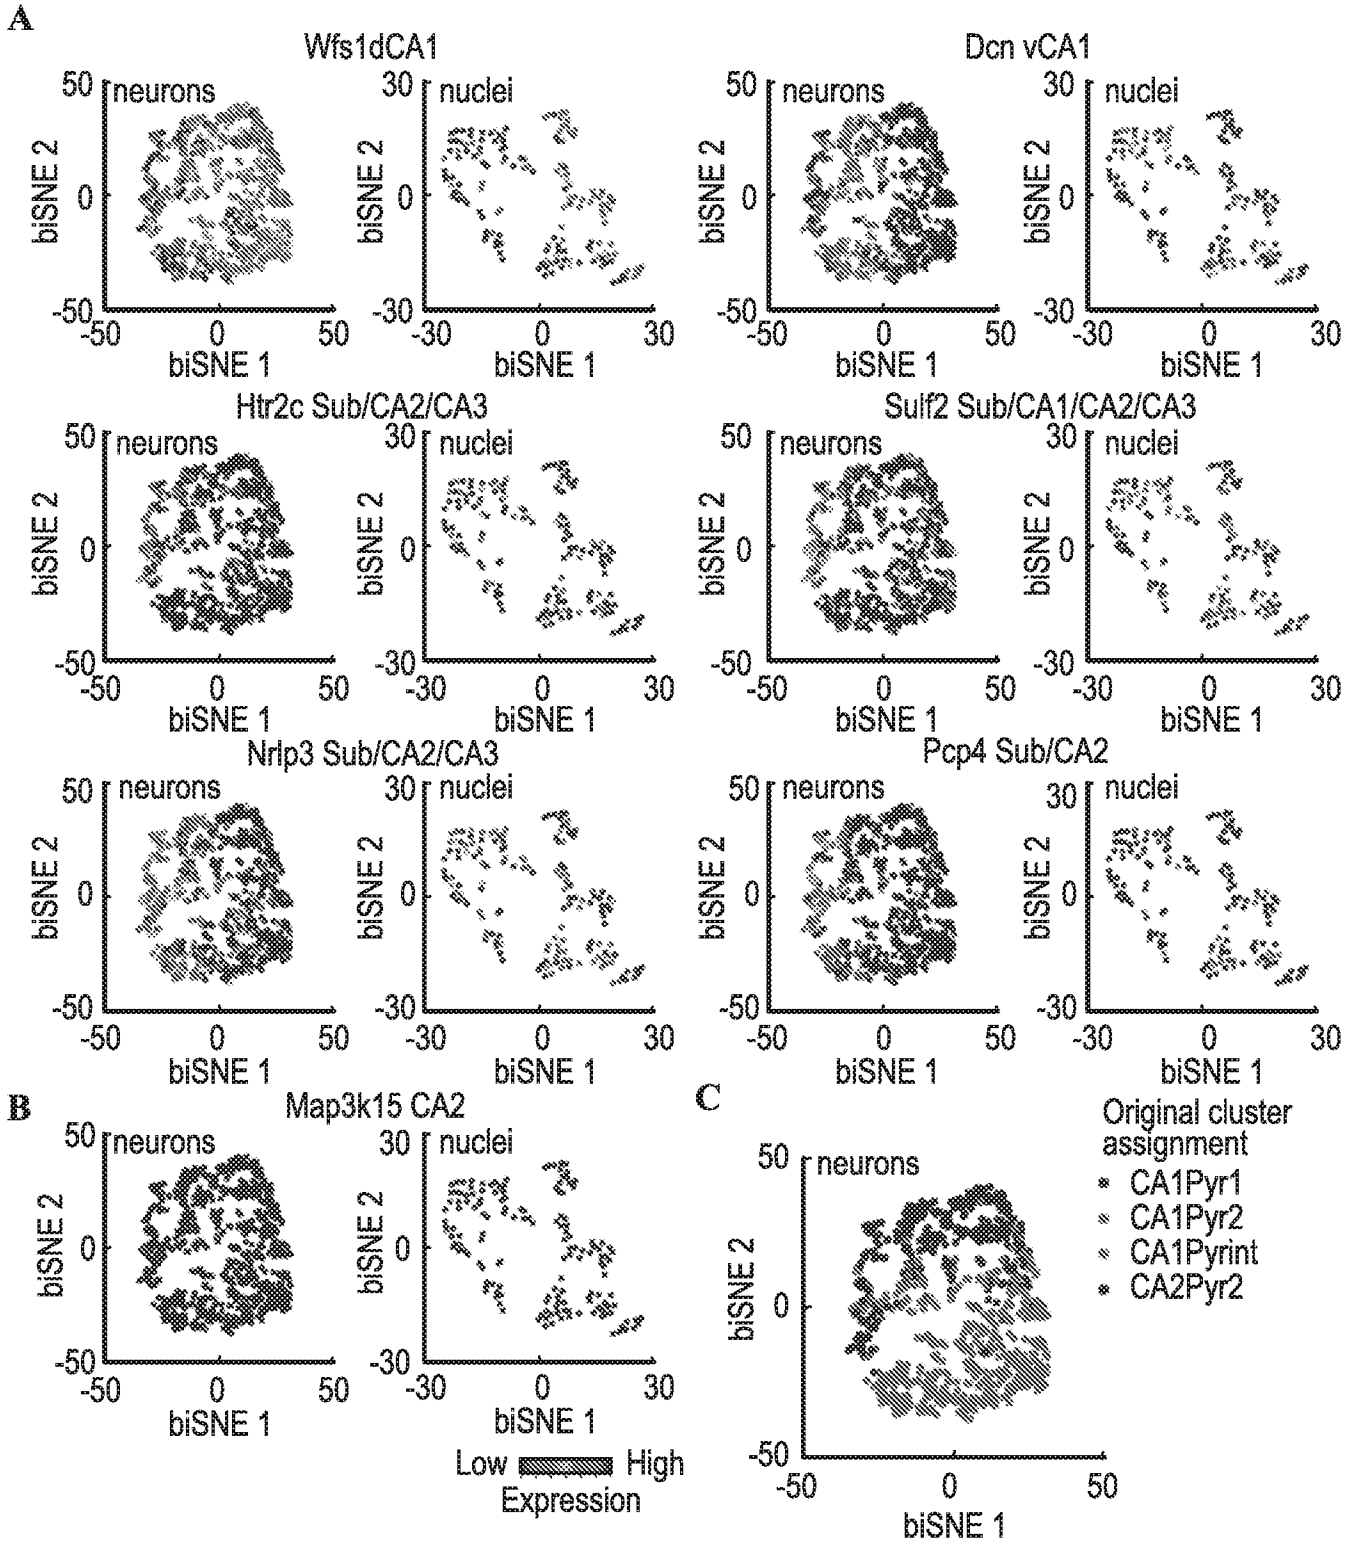 A
Wfs1dCA1
Dcn vCA1
50 neurons
30 nuclei
50 neurons
30 nuclei
biSNE 2
biSNE 2
biSNE 2
biSNE 2
0
0
0
0
-50
-30
-50
-30
-50 0 50
-30 0 30
-50 0 50
-30 0 30
biSNE 1
biSNE 1
biSNE 1
biSNE 1
Htr2c Sub/CA2/CA3
Sulf2 Sub/CA1/CA2/CA3
50 neurons
30 nuclei
50 neurons
30 nuclei
biSNE 2
biSNE 2
biSNE 2
biSNE 2
0
0
0
0
-50
-30
-50
-30
-50 0 50
-30 0 30
-50 0 50
-30 0 30
biSNE 1
biSNE 1
biSNE 1
biSNE 1
Nrlp3 Sub/CA2/CA3
Pcp4 Sub/CA2
50 neurons
30 nuclei
50 neurons
30 nuclei
biSNE 2
biSNE 2
biSNE 2
biSNE 2
0
0
0
0
-50
-30
-50
-30
-50 0 50
-30 0 30
-50 0 50
-30 0 30
biSNE 1
biSNE 1
biSNE 1
biSNE 1
B
Map3k15 CA2
50 neurons
30 nuclei
biSNE 2
biSNE 2
0
0
-50
-30
-50 0 50
-30 0 30
biSNE 1
biSNE 1
Low High
Expression
C
Original cluster
assignment
CA1Pyr1
CA1Pyr2
CA1Pyrint
CA2Pyr2
50 neurons
biSNE 2
0
-50
-50 0 50
biSNE 1